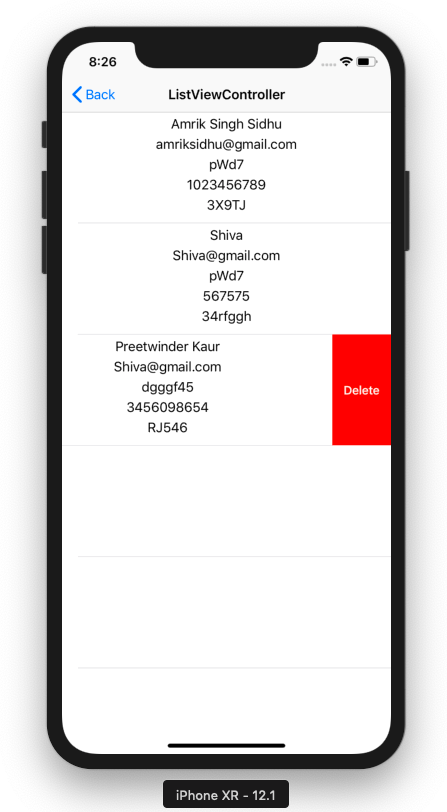 8:26
Back
ListViewController
Amrik Singh Sidhu
amriksidhu@gmail.com
pWd7
1023456789
3X9TJ
Shiva
Shiva@gmail.com
pWd7
567575
34rfggh
Preetwinder Kaur
Shiva@gmail.com
dgggf45
3456098654
RJ546
Delete
iPhone XR - 12.1